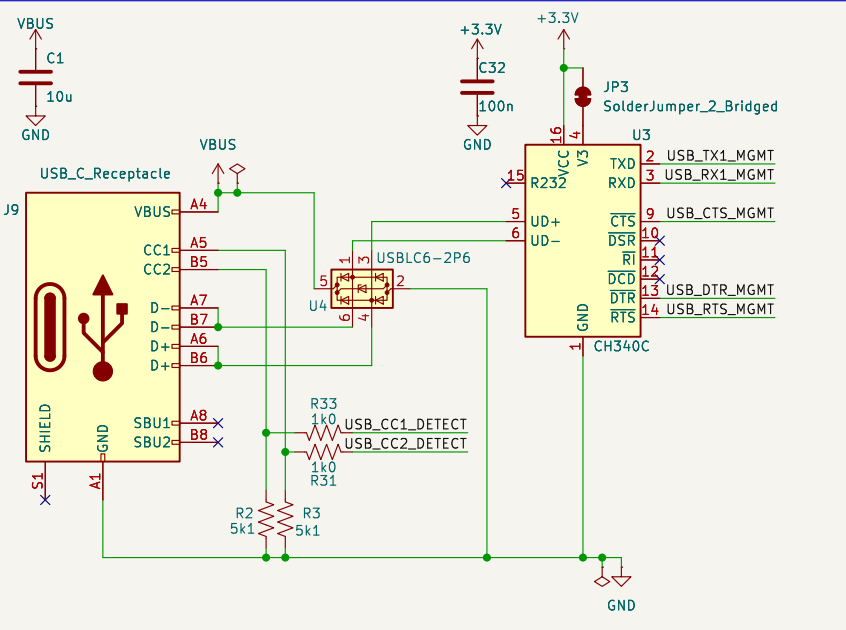 VBUS
C1
10u
GND
+3.3V
C32
100n
GND
+3.3V
JP3
SolderJumper_2_Bridged
U3
16
4
VCC
V3
15
R232
5
UD+
6
UD-
TXD
2
USB_TX1_MGMT
RXD
3
USB_RX1_MGMT
CTS
9
USB_CTS_MGMT
DSR
10
RI
11
DCD
12
DTR
13
USB_DTR_MGMT
RTS
14
USB_RTS_MGMT
GND
1
CH340C
VBUS
USB_C_Receptacle
J9
VBUS
A4
CC1
A5
CC2
B5
D-
A7
D-
B7
D+
A6
D+
B6
SBU1
A8
SBU2
B8
SHIELD
GND
S1
A1
USBLC6-2P6
1
3
5
2
U4
6
4
R33
1k0
USB_CC1_DETECT
USB_CC2_DETECT
1k0
R31
R2
5k1
R3
5k1
GND